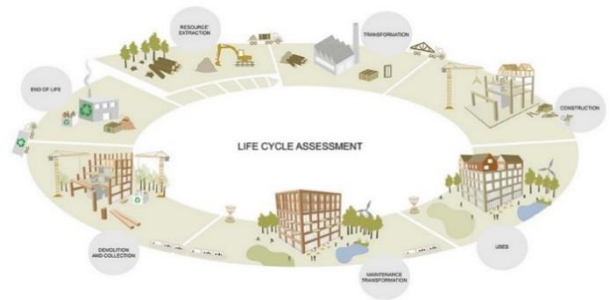 RESOURCE'
EXTRACTION
TRANSFORMATION
END OF LIFE
CONSTRUCTION
LIFE CYCLE ASSESSMENT
DEMOLITION
AND COLLECTION
USES
MAINTENANCE
TRANSFORMATION